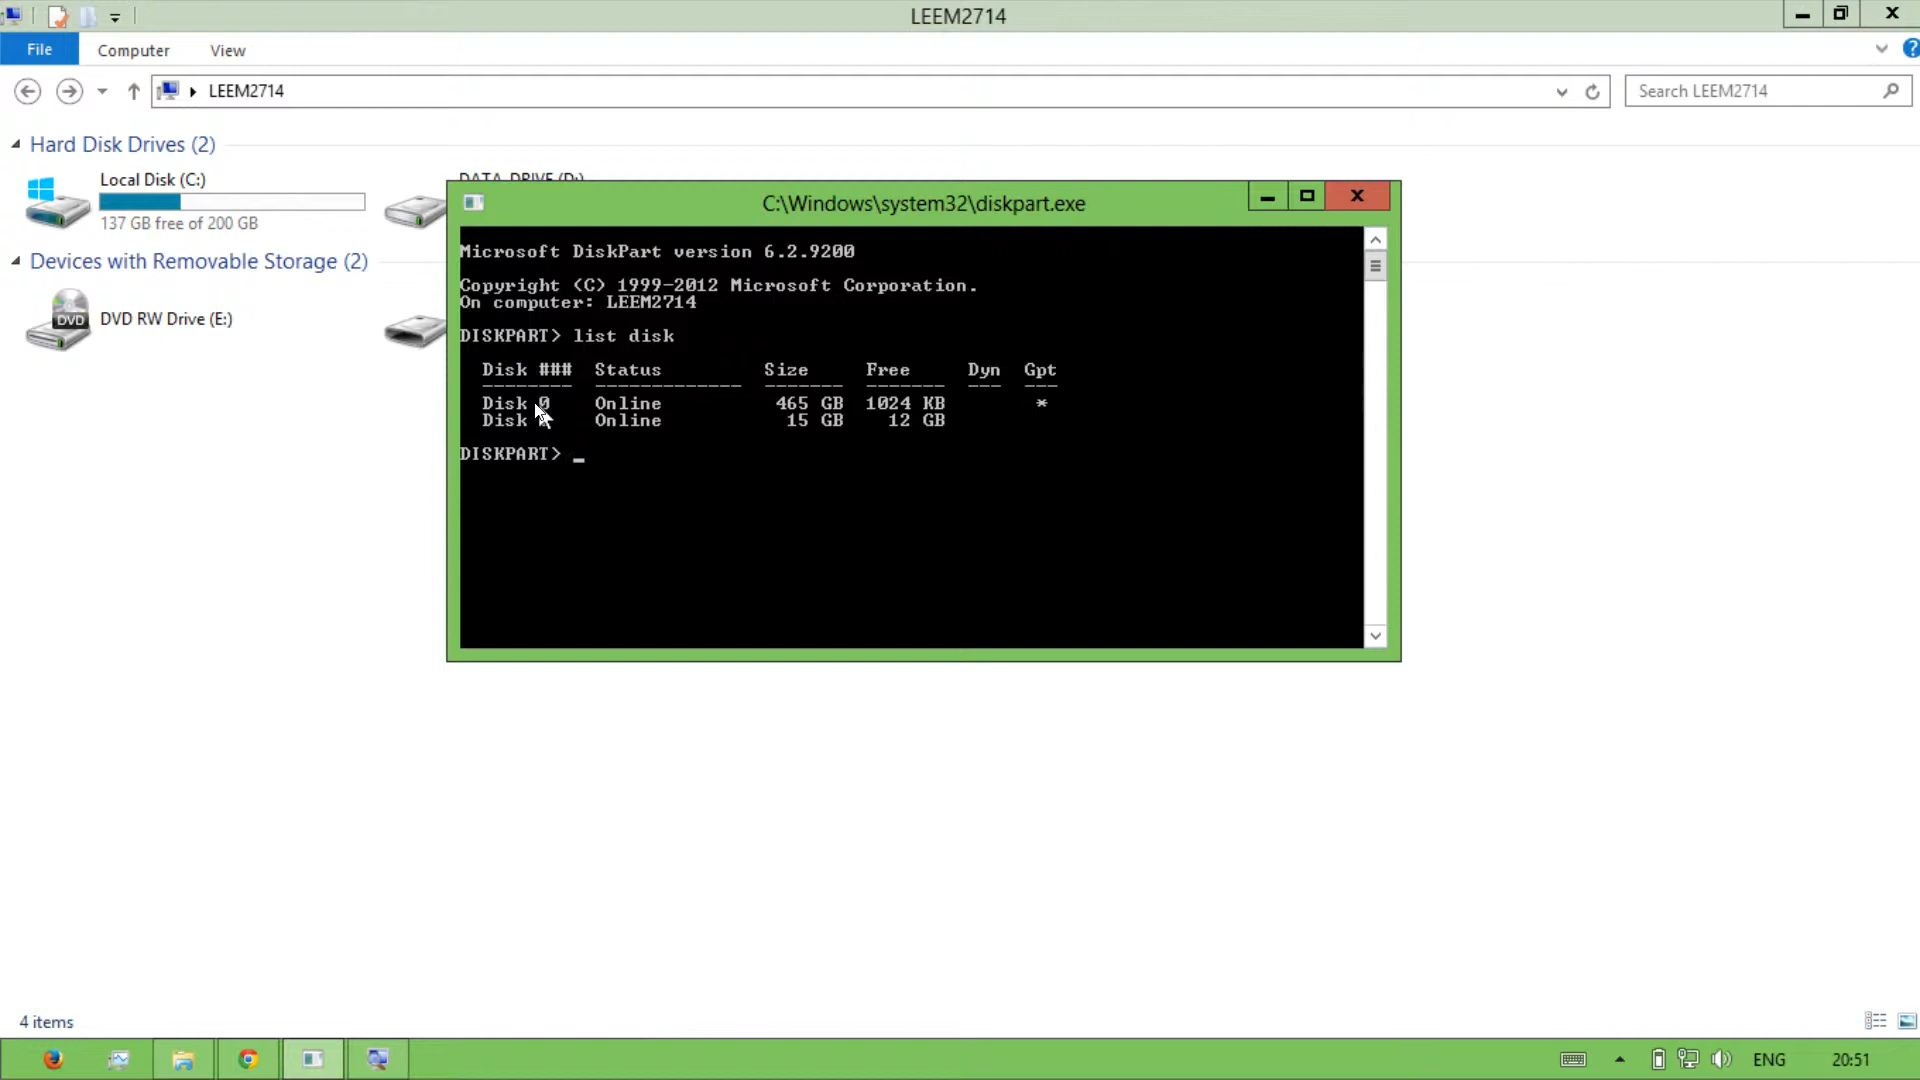 LEEM2714
File
Computer
View
LEEM2714
Search LEEM2714
Hard Disk Drives (2)
Local Disk (C:)
137 GB free of 200 GB
DATA DRIVE (D:)
Devices with Removable Storage (2)
DVD
DVD RW Drive (E:)
C:\Windows\system32\diskpart.exe
Microsoft DiskPart version 6.2.9200
Copyright (C) 1999-2012 Microsoft Corporation.
On computer: LEEM2714
DISKPART> list disk
Disk ### Status Size Free Dyn Gpt
-------- ------------- ------- ------- --- ---
Disk 0 Online 465 GB 1024 KB *
Disk Online 15 GB 12 GB
DISKPART> _
4 items
ENG
20:51